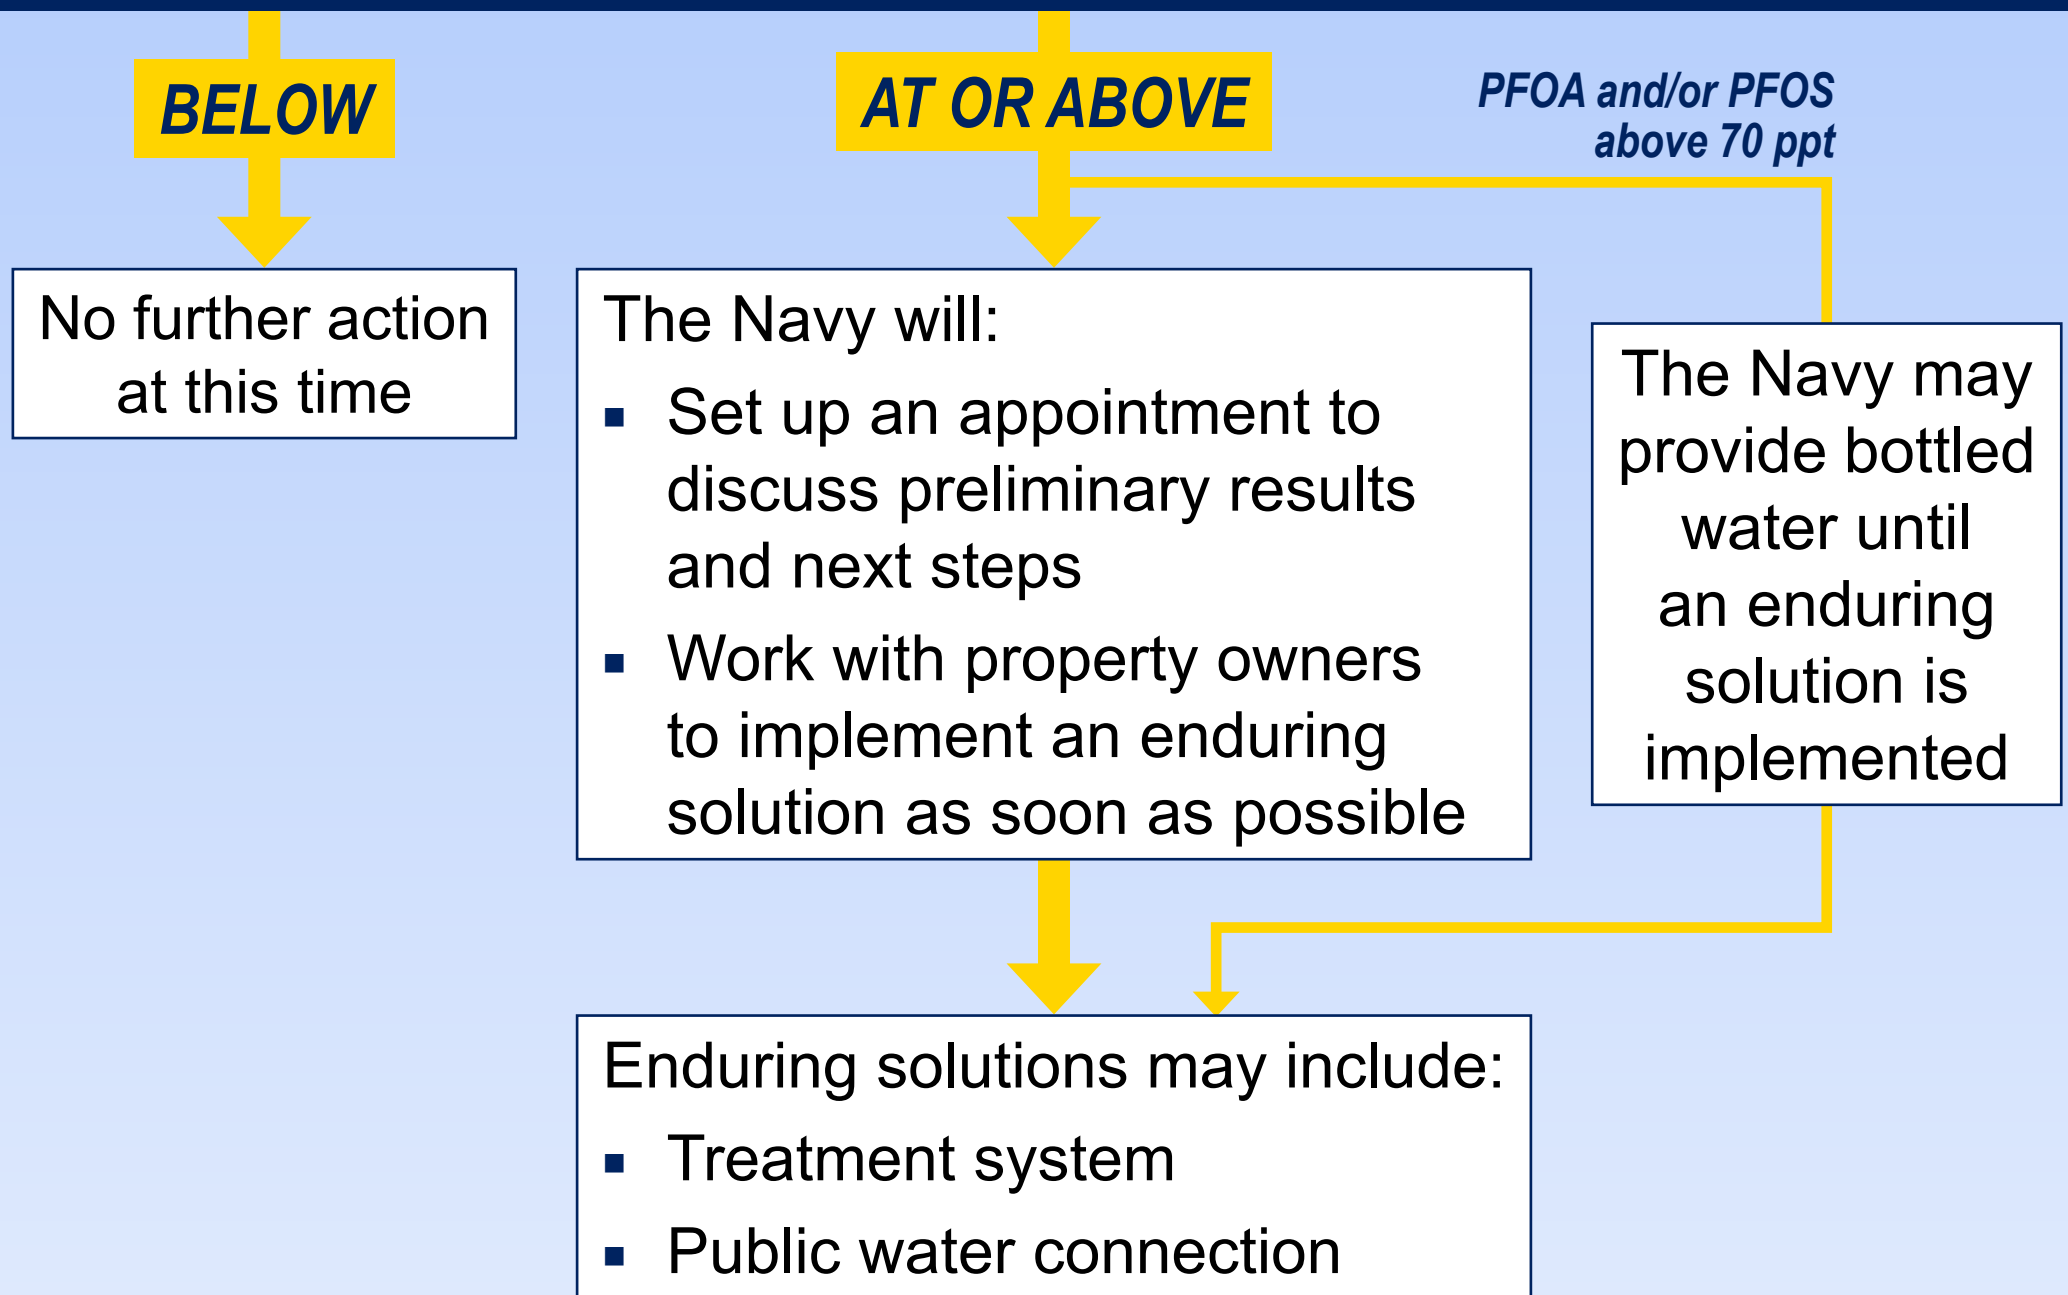 BELOW
AT OR ABOVE
PFOA and/or PFOS
above 70 ppt
No further action
at this time
The Navy will:
▪ Set up an appointment to
discuss preliminary results
and next steps
▪ Work with property owners
to implement an enduring
solution as soon as possible
The Navy may
provide bottled
water until
an enduring
solution is
implemented
Enduring solutions may include:
▪ Treatment system
▪ Public water connection